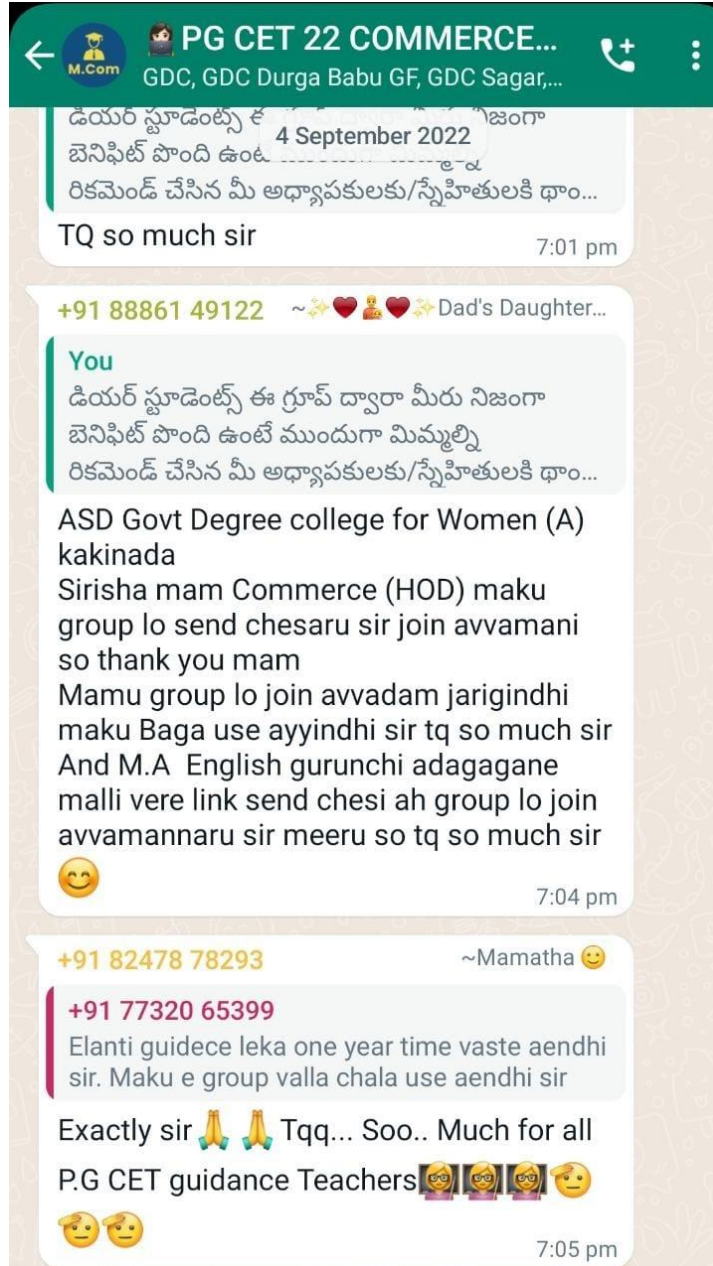 PG CET 22 COMMERCE...
M.Com
GDC, GDC Durga Babu GF, GDC Sagar,...
డియర్ స్టూడెంట్స్ ఈ గ్రూప్ ద్వారా మీరు నిజంగా
4 September 2022
బెనిఫిట్ పొంది ఉంటే ముందుగా మిమ్మల్ని
రికమెండ్ చేసిన మీ అధ్యాపకులకు/స్నేహితులకి థాం...
TQ so much sir
7:01 pm
+91 88861 49122 ~✨❤️👨‍👧❤️✨Dad's Daughter...
You
డియర్ స్టూడెంట్స్ ఈ గ్రూప్ ద్వారా మీరు నిజంగా
బెనిఫిట్ పొంది ఉంటే ముందుగా మిమ్మల్ని
రికమెండ్ చేసిన మీ అధ్యాపకులకు/స్నేహితులకి థాం...
ASD Govt Degree college for Women (A)
kakinada
Sirisha mam Commerce (HOD) maku
group lo send chesaru sir join avvamani
so thank you mam
Mamu group lo join avvadam jarigindhi
maku Baga use ayyindhi sir tq so much sir
And M.A English gurunchi adagagane
malli vere link send chesi ah group lo join
avvamannaru sir meeru so tq so much sir
😊
7:04 pm
+91 82478 78293 ~Mamatha 🙂
+91 77320 65399
Elanti guidece leka one year time vaste aendhi
sir. Maku e group valla chala use aendhi sir
Exactly sir🙏 🙏 Tqq... Soo.. Much for all
P.G CET guidance Teachers👩‍🏫👩‍🏫👩‍🏫🫡
🫡🫡
7:05 pm